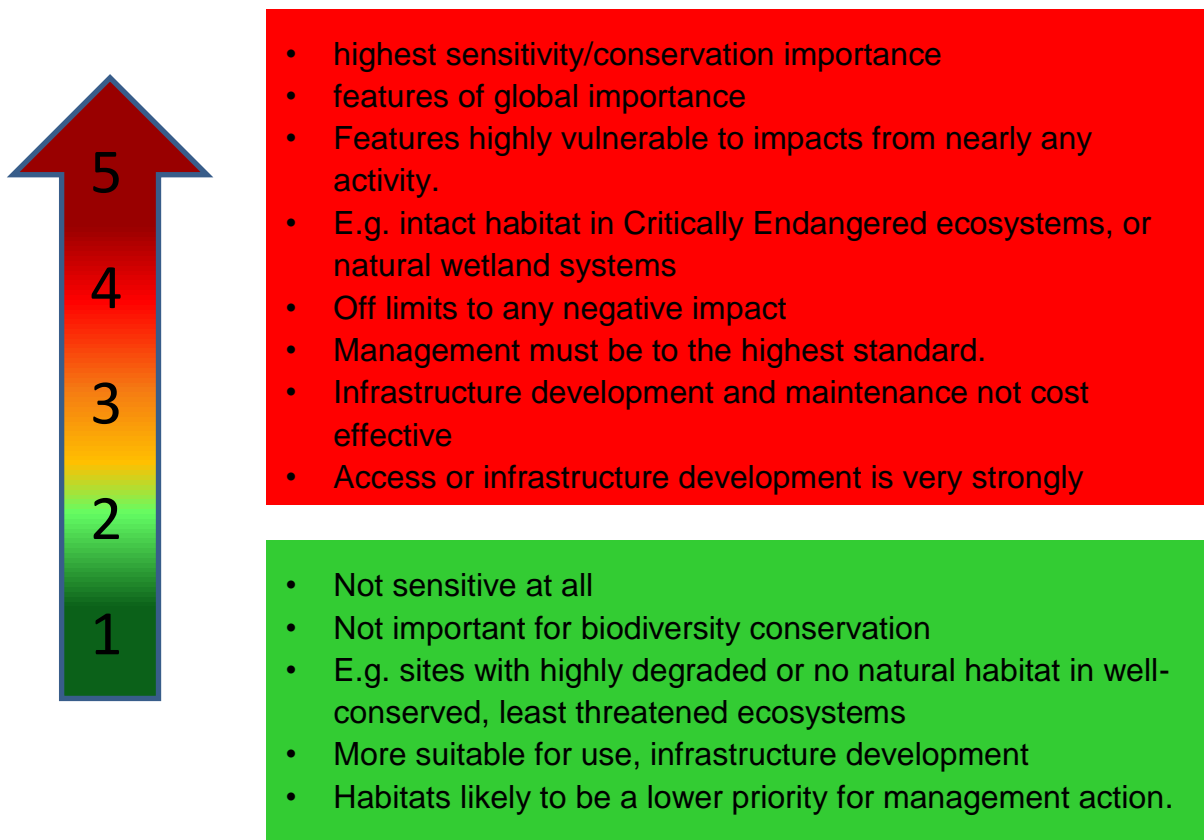 5
4
3
2
1
• highest sensitivity/conservation importance
• features of global importance
• Features highly vulnerable to impacts from nearly any
activity.
• E.g. intact habitat in Critically Endangered ecosystems, or
natural wetland systems
• Off limits to any negative impact
• Management must be to the highest standard.
• Infrastructure development and maintenance not cost
effective
• Access or infrastructure development is very strongly
• Not sensitive at all
• Not important for biodiversity conservation
• E.g. sites with highly degraded or no natural habitat in well-
conserved, least threatened ecosystems
• More suitable for use, infrastructure development
• Habitats likely to be a lower priority for management action.